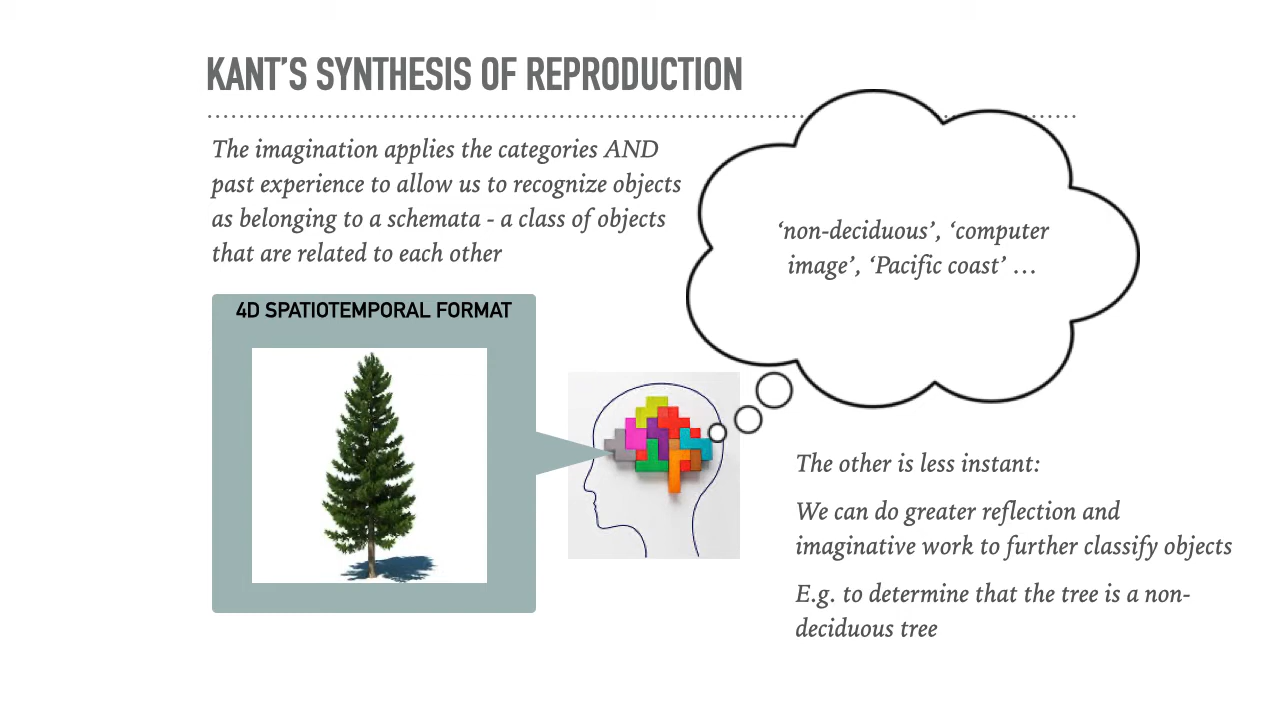 KANT'S SYNTHESIS OF REPRODUCTION
The imagination applies the categories AND
past experience to allow us to recognize objects
as belonging to a schemata - a class of objects
that are related to each other
4D SPATIOTEMPORAL FORMAT
‘non-deciduous’, ‘computer
image’, ‘Pacific coast’ …
The other is less instant:
We can do greater reflection and
imaginative work to further classify objects
E.g. to determine that the tree is a non-
deciduous tree